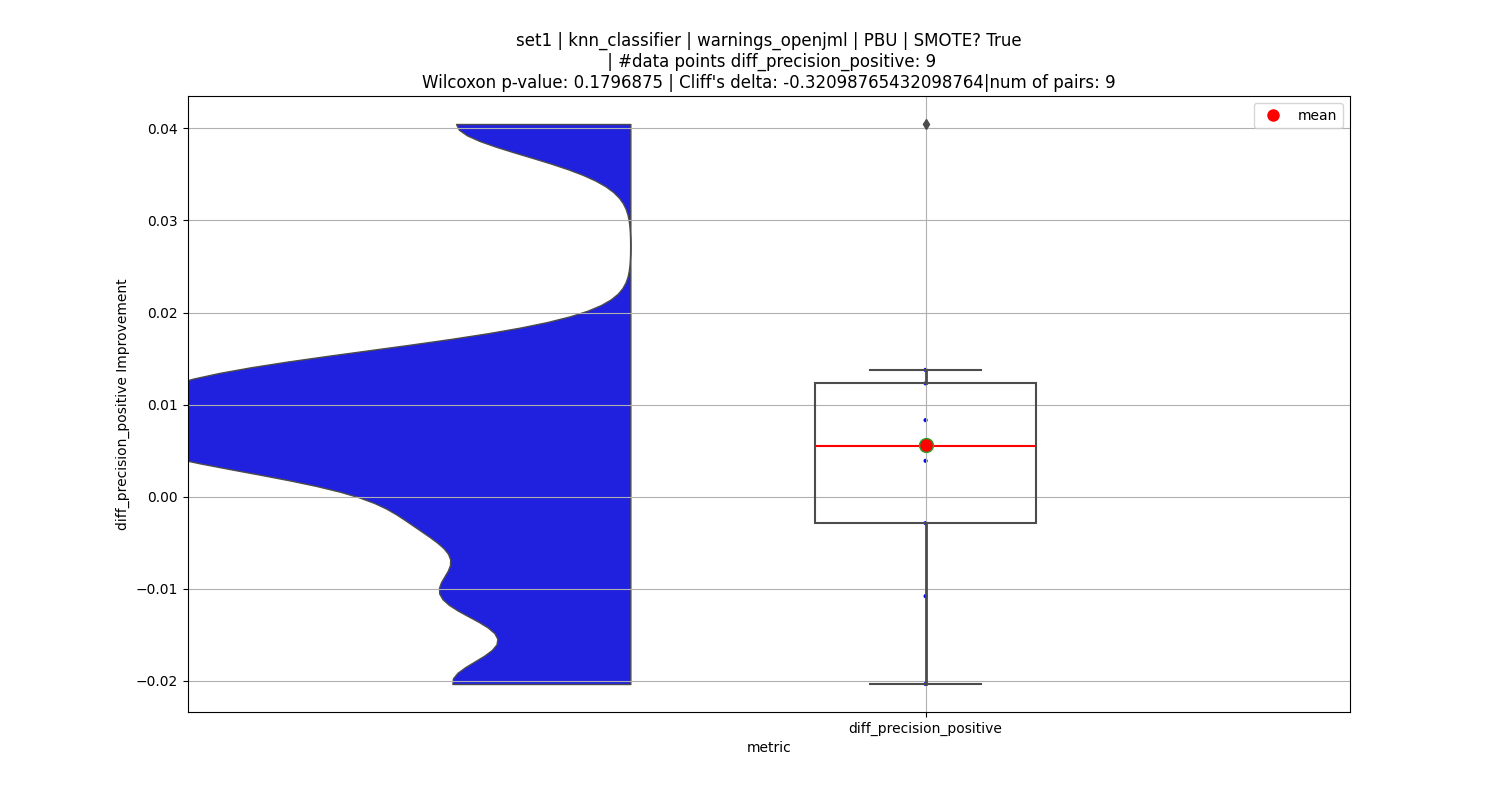 set1 | knn_classifier | warnings_openjml | PBU | SMOTE? True
| #data points diff_precision_positive: 9
Wilcoxon p-value: 0.1796875 | Cliff's delta: -0.32098765432098764|num of pairs: 9
mean
0.04
0.03
0.02
0.01
0.00
−0.01
−0.02
diff_precision_positive Improvement
diff_precision_positive
metric